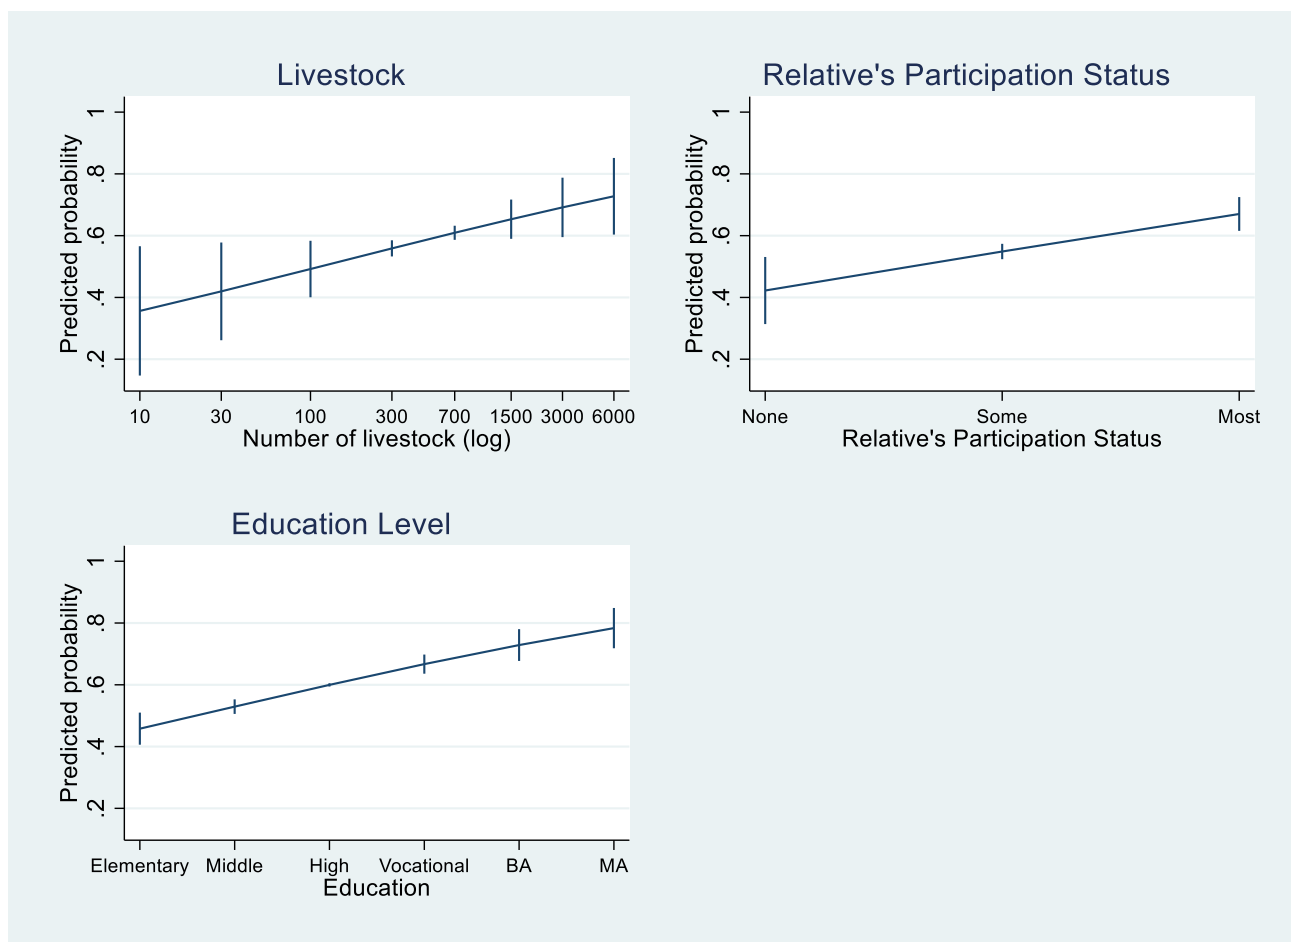 Livestock
Predicted probability
1
.8
.6
.4
.2
10 30 100 300 700 1500 3000 6000
Number of livestock (log)
Relative's Participation Status
Predicted probability
1
.8
.6
.4
.2
None Some Most
Relative's Participation Status
Education Level
Predicted probability
1
.8
.6
.4
.2
Elementary Middle High Vocational BA MA
Education